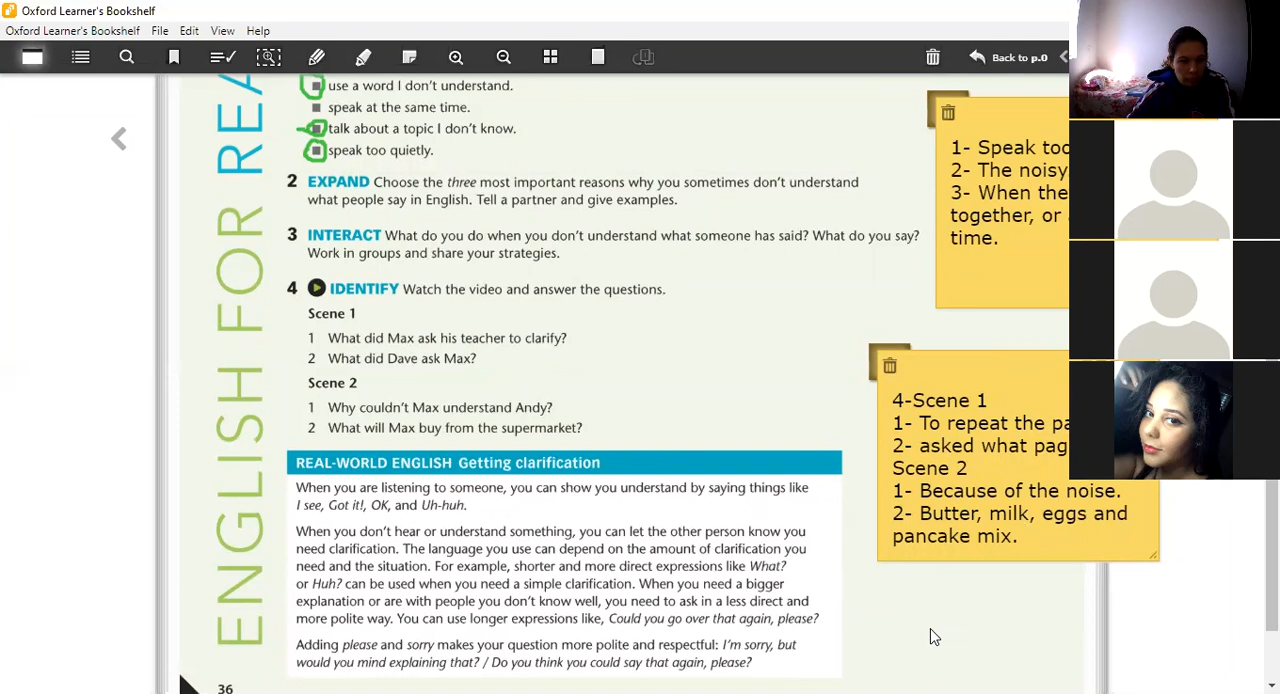 Oxford Learner's Bookshelf
Oxford Learner's Bookshelf File Edit View Help
Back to p.0
ENGLISH FOR REA
use a word I don't understand.
speak at the same time.
talk about a topic I don't know.
speak too quietly.
2 EXPAND Choose the three most important reasons why you sometimes don't understand
what people say in English. Tell a partner and give examples.
3 INTERACT What do you do when you don't understand what someone has said? What do you say?
Work in groups and share your strategies.
4 IDENTIFY Watch the video and answer the questions.
Scene 1
1 What did Max ask his teacher to clarify?
2 What did Dave ask Max?
Scene 2
1 Why couldn't Max understand Andy?
2 What will Max buy from the supermarket?
REAL-WORLD ENGLISH Getting clarification
When you are listening to someone, you can show you understand by saying things like
I see, Got it!, OK, and Uh-huh.
When you don't hear or understand something, you can let the other person know you
need clarification. The language you use can depend on the amount of clarification you
need and the situation. For example, shorter and more direct expressions like What?
or Huh? can be used when you need a simple clarification. When you need a bigger
explanation or are with people you don't know well, you need to ask in a less direct and
more polite way. You can use longer expressions like, Could you go over that again, please?
Adding please and sorry makes your question more polite and respectful: I'm sorry, but
would you mind explaining that? / Do you think you could say that again, please?
36
1- Speak too
2- The noisy
3- When the
together, or
time.
4-Scene 1
1- To repeat the pa
2- asked what pag
Scene 2
1- Because of the noise.
2- Butter, milk, eggs and
pancake mix.